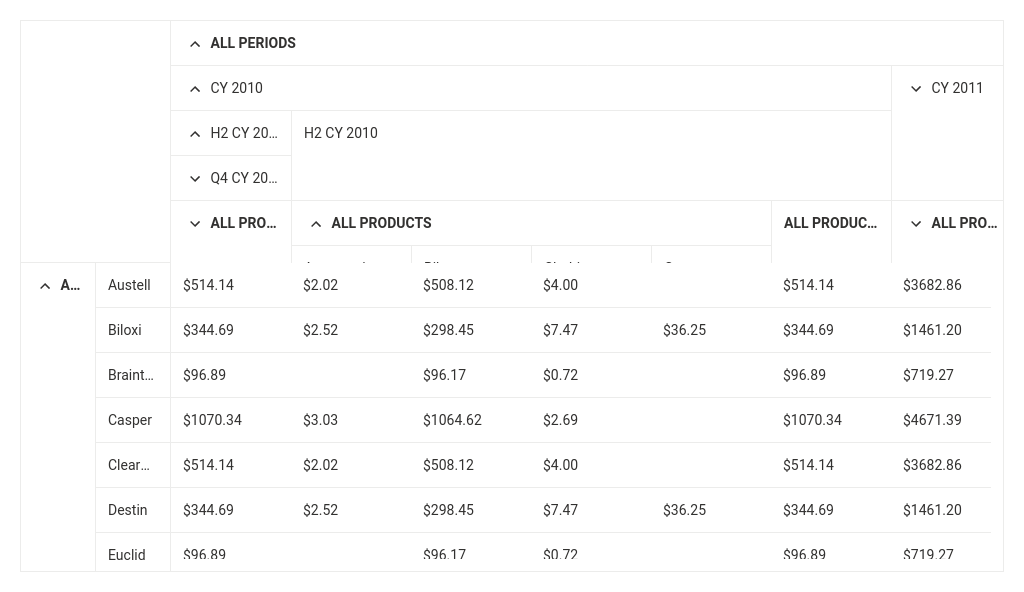 ALL PERIODS
CY 2010 CY 2011
H2 CY 20... H2 CY 2010
Q4 CY 20...
ALL PRO... ALL PRODUCTS ALL PRODUC... ALL PRO...
A... Austell $514.14 $2.02 $508.12 $4.00 $514.14 $3682.86
Biloxi $344.69 $2.52 $298.45 $7.47 $36.25 $344.69 $1461.20
Braint... $96.89 $96.17 $0.72 $96.89 $719.27
Casper $1070.34 $3.03 $1064.62 $2.69 $1070.34 $4671.39
Clear... $514.14 $2.02 $508.12 $4.00 $514.14 $3682.86
Destin $344.69 $2.52 $298.45 $7.47 $36.25 $344.69 $1461.20
Euclid $96.89 $96.17 $0.72 $96.89 $719.27